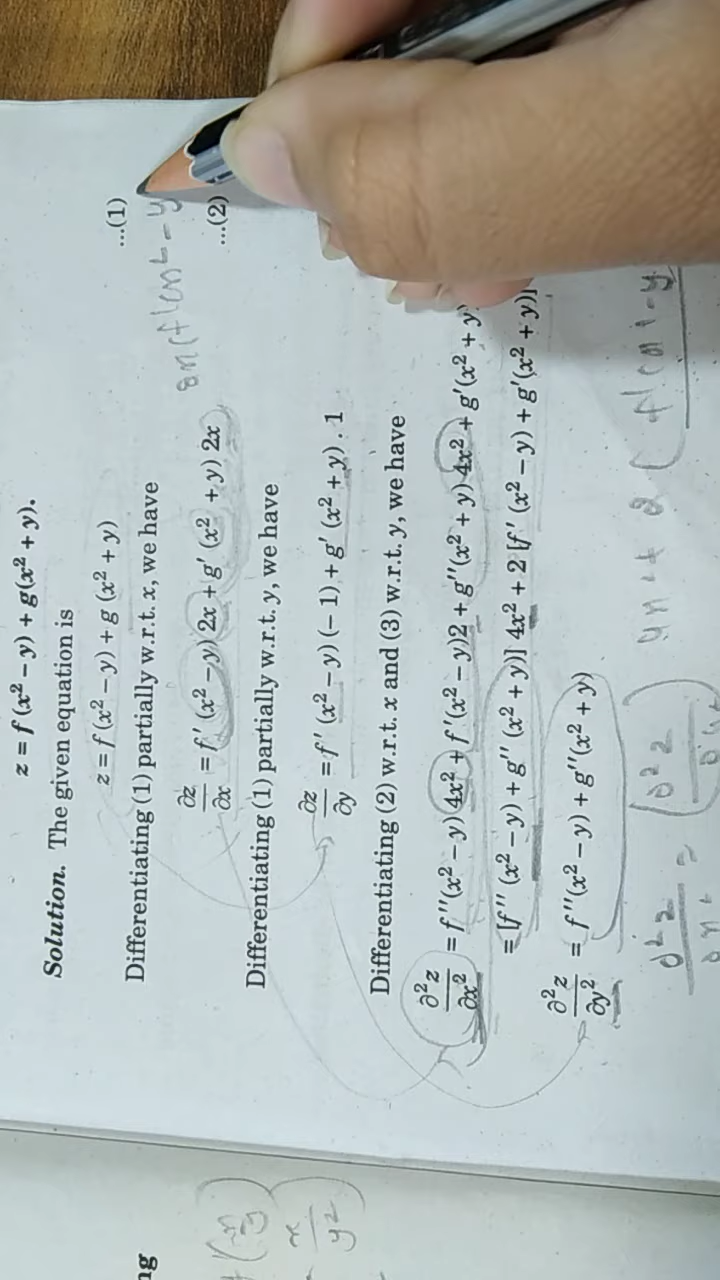 z = f (x² − y) + g(x² + y).
Solution. The given equation is
z = f (x² − y) + g (x² + y) ...(1)
Differentiating (1) partially w.r.t. x, we have
∂z/∂x = f′ (x² − y) 2x + g′ (x² + y) 2x ...(2)
Differentiating (1) partially w.r.t. y, we have
∂z/∂y = f′ (x² − y) (− 1) + g′ (x² + y) . 1
Differentiating (2) w.r.t. x and (3) w.r.t. y, we have
∂²z/∂x² = f′′(x² − y) 4x² + f′(x² − y)2 + g′′(x² + y) 4x² + g′(x² + y)
= [f′′ (x² − y) + g′′ (x² + y)] 4x² + 2 [f′ (x² − y) + g′(x² + y)]
∂²z/∂y² = f′′(x² − y) + g′′(x² + y)
ng